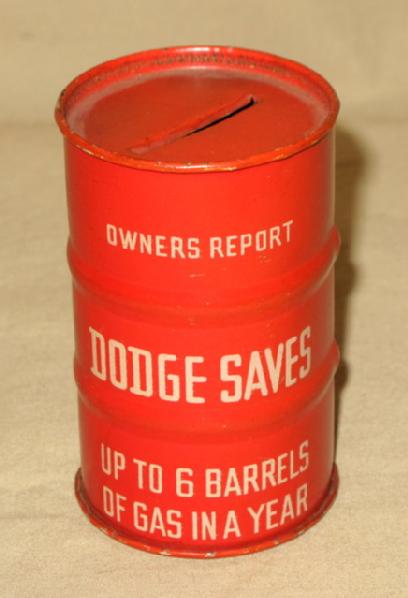 OWNERS REPORT
DODGE SAVES
UP TO 6 BARRELS
OF GAS IN A YEAR